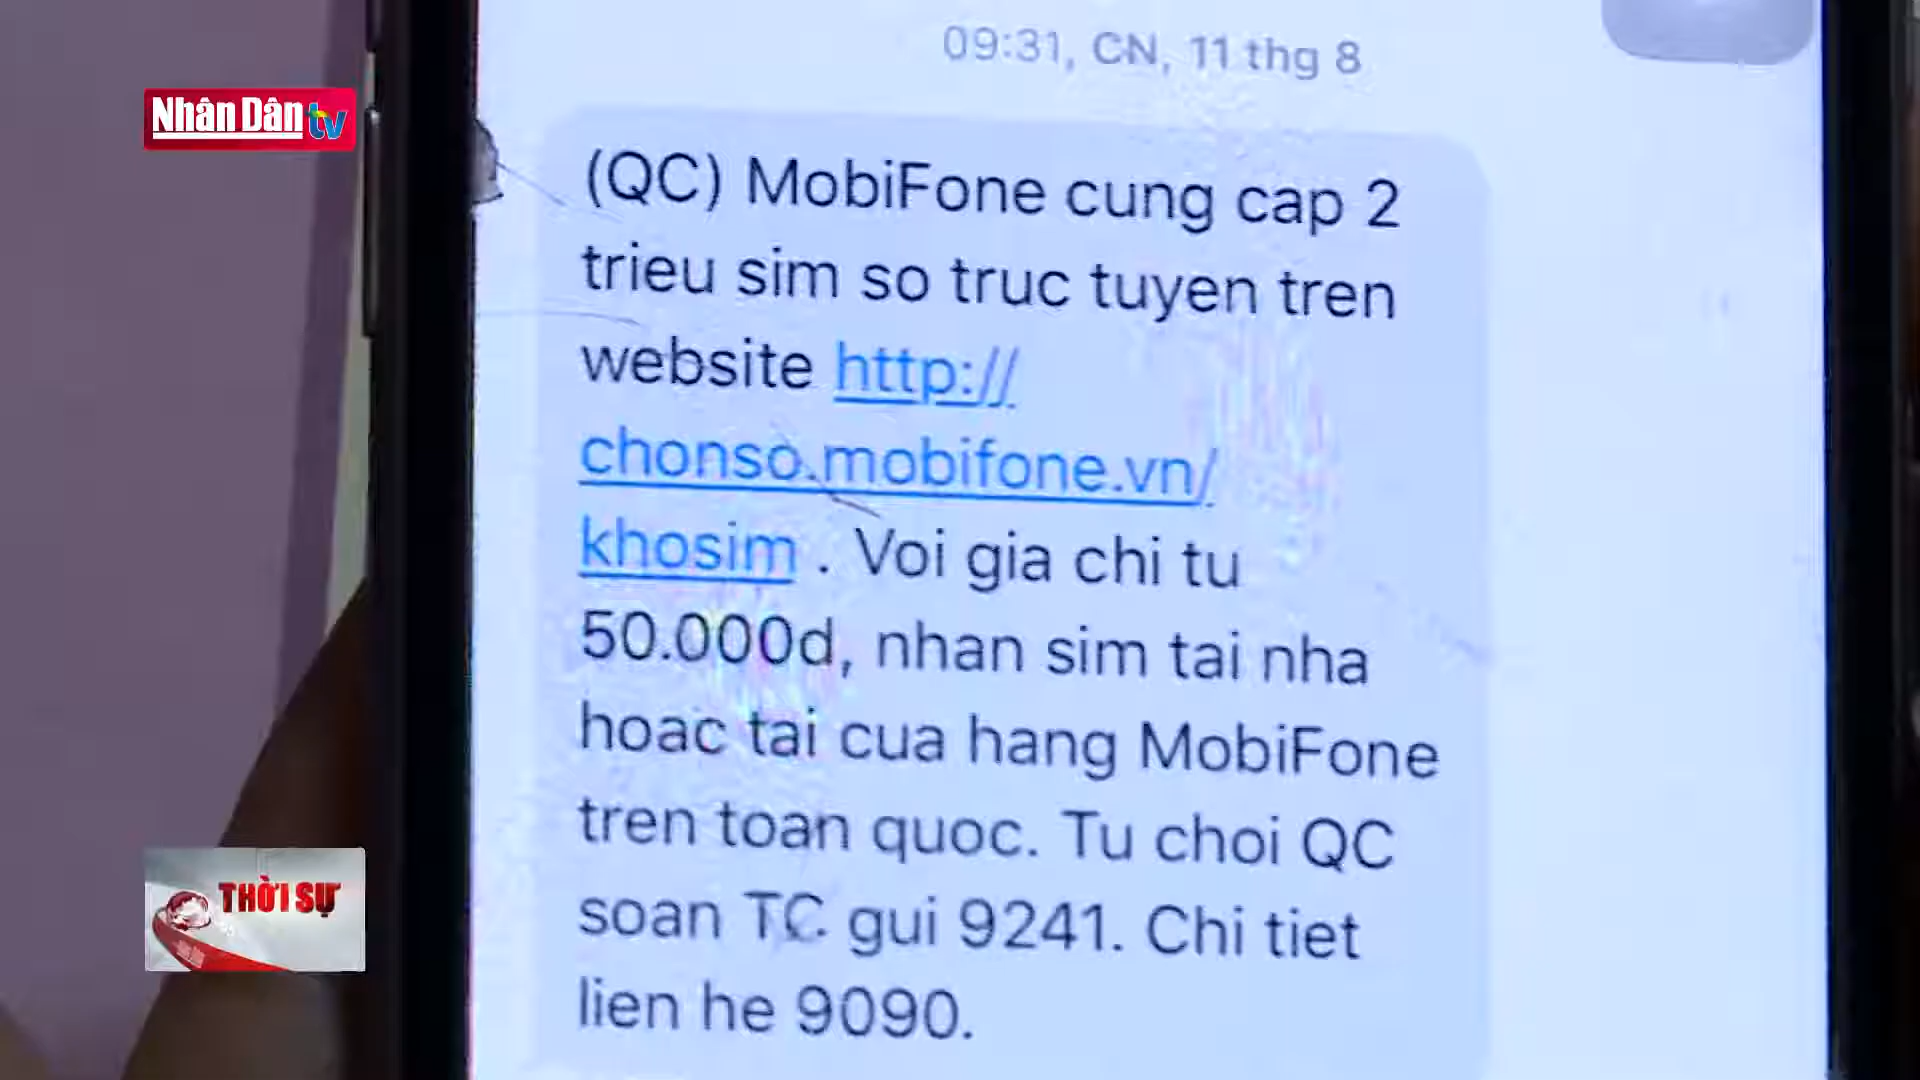 09:31, CN, 11 thg 8
Nhân Dân tv
(QC) MobiFone cung cap 2
trieu sim so truc tuyen tren
website http://
chonso.mobifone.vn/
khosim . Voi gia chi tu
50.000d, nhan sim tai nha
hoac tai cua hang MobiFone
tren toan quoc. Tu choi QC
soan TC gui 9241. Chi tiet
lien he 9090.
THỜI SỰ